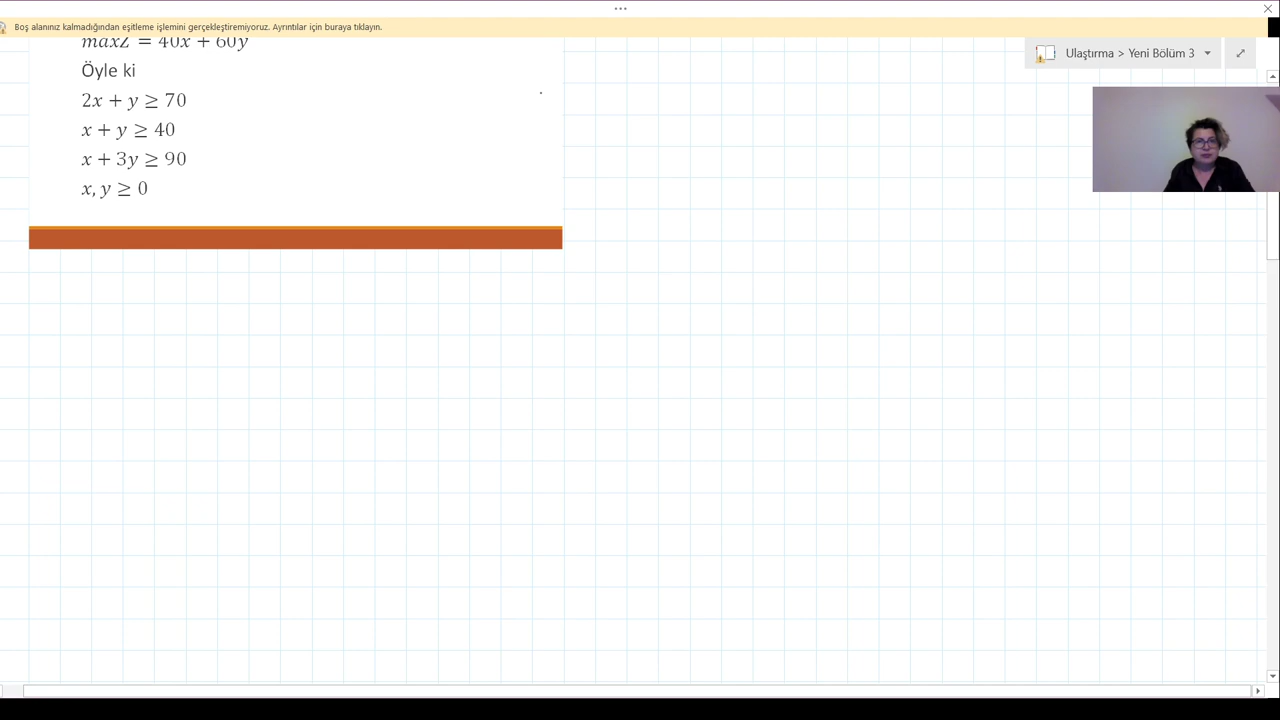 Boş alanınız kalmadığından eşitleme işlemini gerçekleştiremiyoruz. Ayrıntılar için buraya tıklayın.
maxZ = 40x + 60y
Öyle ki
2x + y ≥ 70
x + y ≥ 40
x + 3y ≥ 90
x, y ≥ 0
Ulaştırma > Yeni Bölüm 3